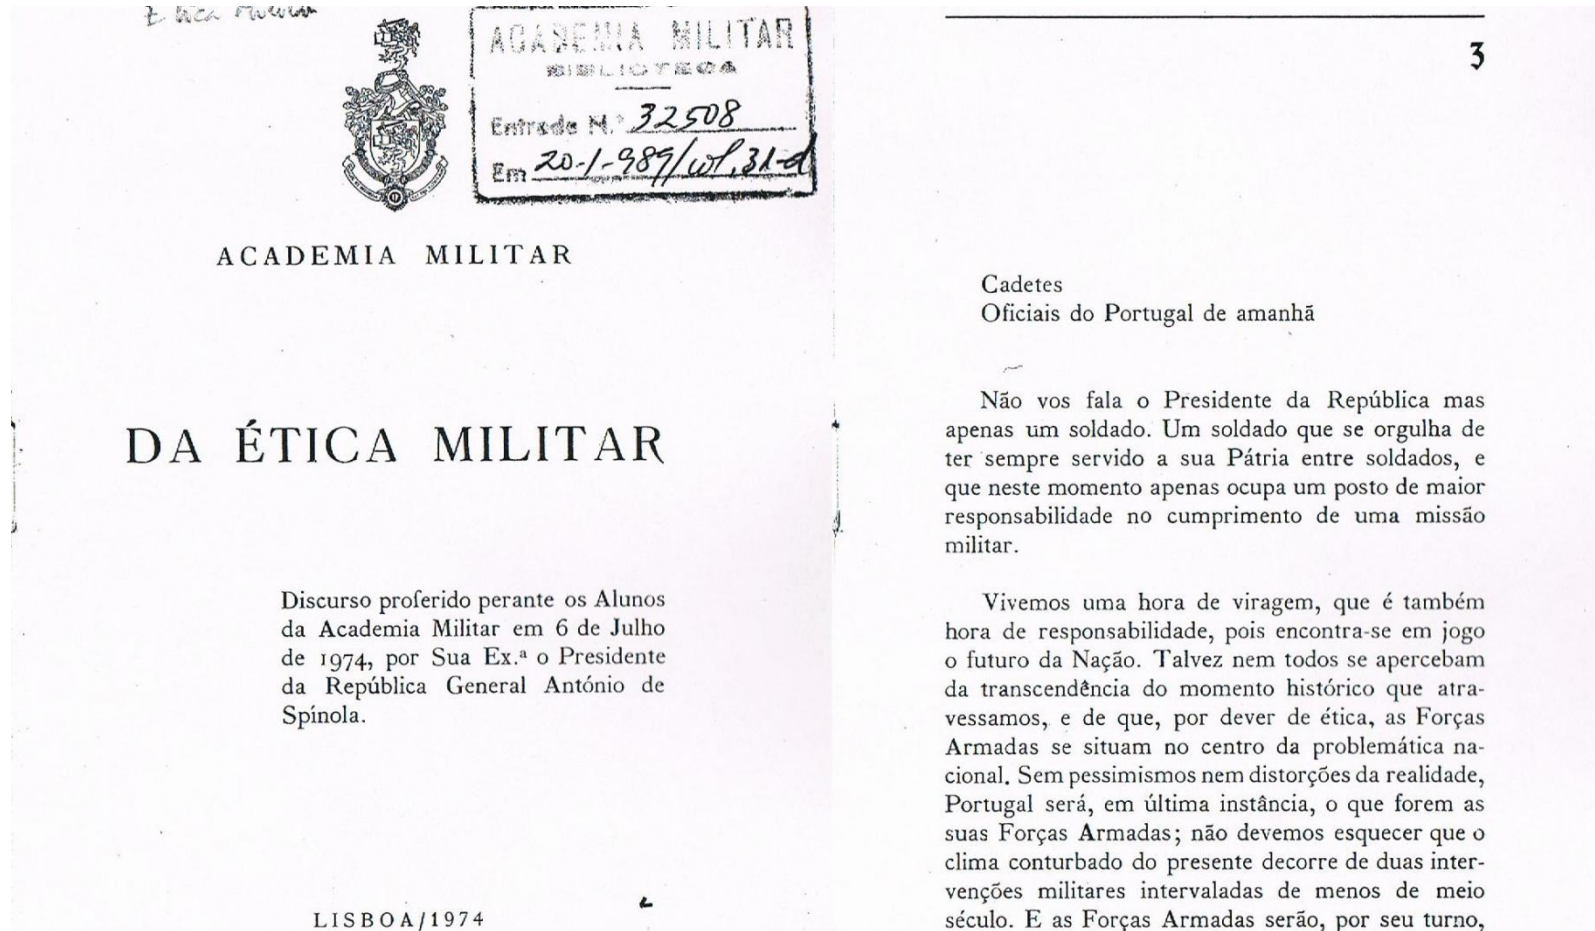 Ética Militar
ACADEMIA MILITAR
BIBLIOTECA
Entrada N.º 32508
Em 20-1-989/
ACADEMIA MILITAR
DA ÉTICA MILITAR
Discurso proferido perante os Alunos
da Academia Militar em 6 de Julho
de 1974, por Sua Ex.ª o Presidente
da República General António de
Spínola.
LISBOA/1974
3
Cadetes
Oficiais do Portugal de amanhã
Não vos fala o Presidente da República mas
apenas um soldado. Um soldado que se orgulha de
ter sempre servido a sua Pátria entre soldados, e
que neste momento apenas ocupa um posto de maior
responsabilidade no cumprimento de uma missão
militar.
Vivemos uma hora de viragem, que é também
hora de responsabilidade, pois encontra-se em jogo
o futuro da Nação. Talvez nem todos se apercebam
da transcendência do momento histórico que atra-
vessamos, e de que, por dever de ética, as Forças
Armadas se situam no centro da problemática na-
cional. Sem pessimismos nem distorções da realidade,
Portugal será, em última instância, o que forem as
suas Forças Armadas; não devemos esquecer que o
clima conturbado do presente decorre de duas inter-
venções militares intervaladas de menos de meio
século. E as Forças Armadas serão, por seu turno,